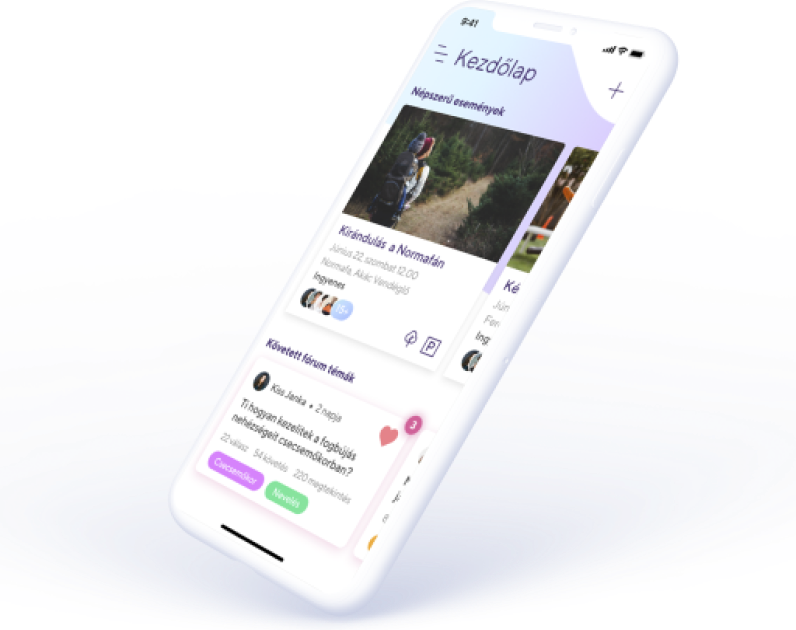 9:41
Kezdőlap
Népszerű események
Kirándulás a Normafán
Június 22. szombat 12:00
Normafa, Akác Vendéglő
Ingyenes
15+
P
Ké
Jún
Fer
Ing
Követett fórum témák
Kiss Janka • 2 napja
3
Ti hogyan kezelitek a fogbújás
nehézségeit csecsemőkorban?
22 válasz 54 követés 220 megtekintés
Csecsemőkor
Nevelés